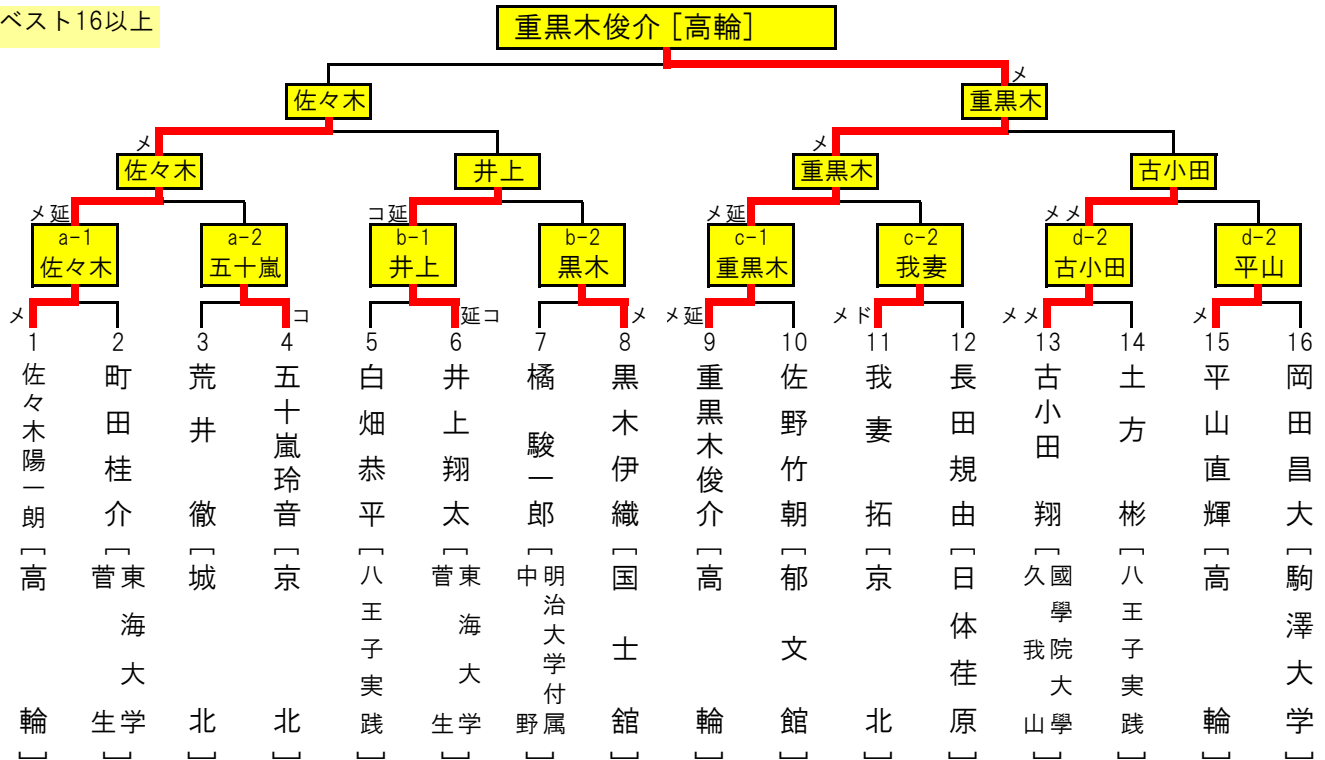 ベスト16以上
重黒木俊介［高輪］
メ
佐々木 重黒木
メ メ
佐々木 井上 重黒木 古小田
メ延 コ延 メ延 メメ
a-1 a-2 b-1 b-2 c-1 c-2 d-2 d-2
佐々木 五十嵐 井上 黒木 重黒木 我妻 古小田 平山
メ コ 延コ メ メ延 メド メメ メ
1 2 3 4 5 6 7 8 9 10 11 12 13 14 15 16
佐々木陽一朗［高輪］
町田桂介［東海大学菅生］
荒井徹［城北］
五十嵐玲音［京北］
白畑恭平［八王子実践］
井上翔太［東海大学菅生］
橘駿一郎［明治大学付属中野］
黒木伊織［国士舘］
重黒木俊介［高輪］
佐野竹朝［郁文館］
我妻拓［京北］
長田規由［日体荏原］
古小田翔［國學院大學久我山］
土方彬［八王子実践］
平山直輝［高輪］
岡田昌大［駒澤大学］